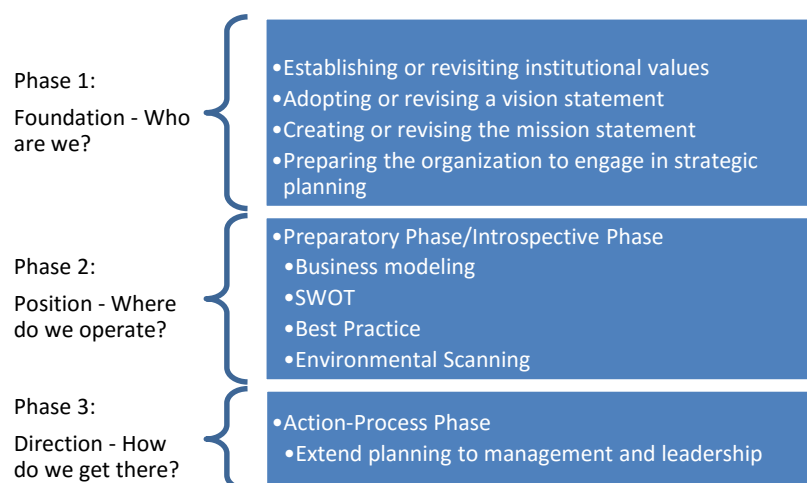 Phase 1:
Foundation - Who
are we?
•Establishing or revisiting institutional values
•Adopting or revising a vision statement
•Creating or revising the mission statement
•Preparing the organization to engage in strategic
planning
Phase 2:
Position - Where
do we operate?
•Preparatory Phase/Introspective Phase
•Business modeling
•SWOT
•Best Practice
•Environmental Scanning
Phase 3:
Direction - How
do we get there?
•Action-Process Phase
•Extend planning to management and leadership